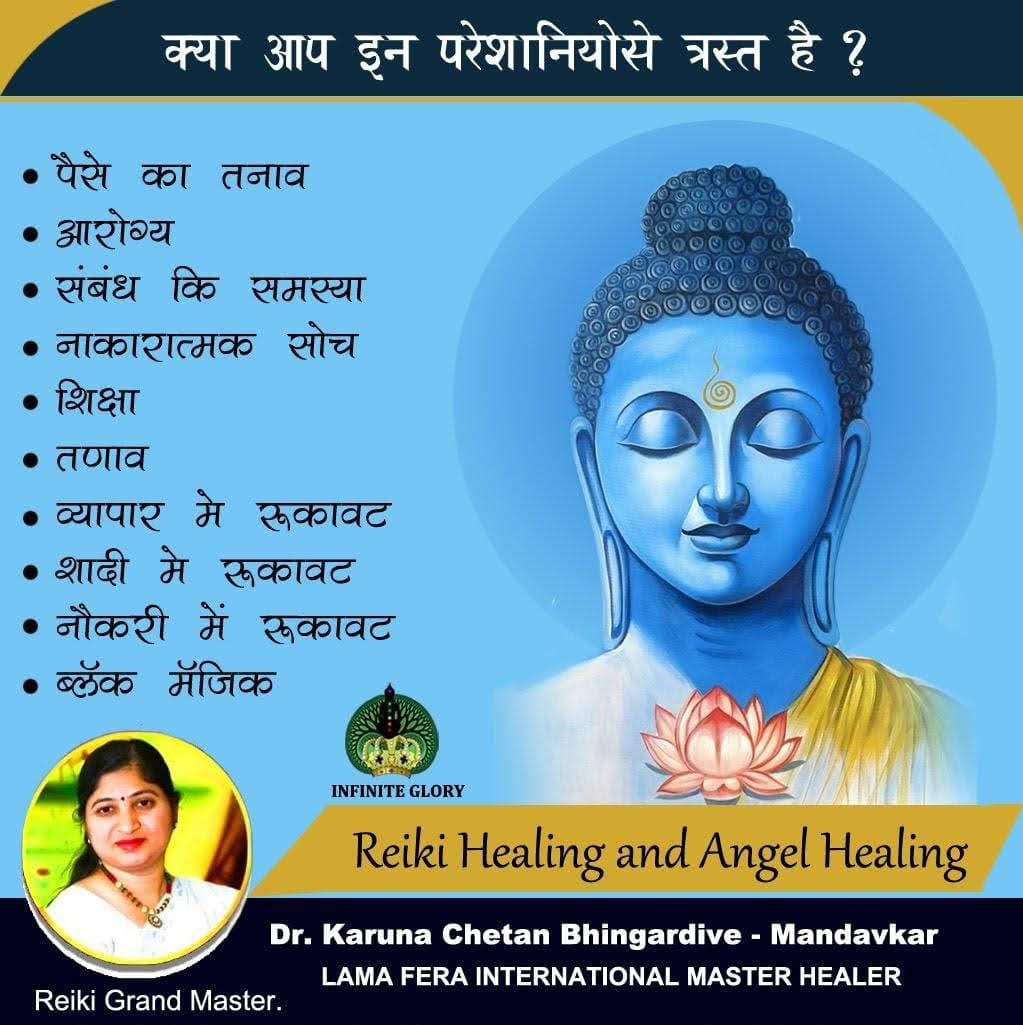 क्या आप इन परेशानियोसे त्रस्त है ?
• पैसे का तनाव
• आरोग्य
• संबंध कि समस्या
• नाकारात्मक सोच
• शिक्षा
• तणाव
• व्यापार मे रूकावट
• शादी मे रूकावट
• नौकरी में रूकावट
• ब्लॅक मॅजिक
INFINITE GLORY
Reiki Healing and Angel Healing
Dr. Karuna Chetan Bhingardive - Mandavkar
LAMA FERA INTERNATIONAL MASTER HEALER
Reiki Grand Master.